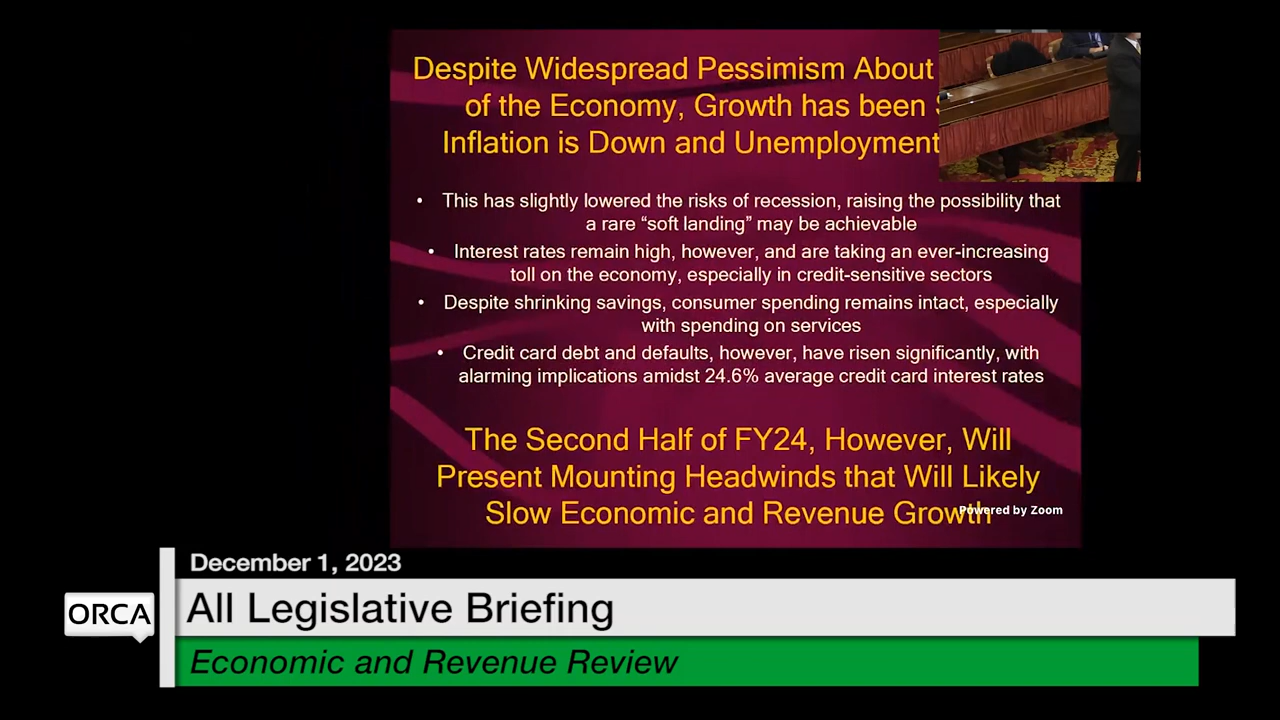 Despite Widespread Pessimism About
of the Economy, Growth has been
Inflation is Down and Unemployment
• This has slightly lowered the risks of recession, raising the possibility that
a rare “soft landing” may be achievable
• Interest rates remain high, however, and are taking an ever-increasing
toll on the economy, especially in credit-sensitive sectors
• Despite shrinking savings, consumer spending remains intact, especially
with spending on services
• Credit card debt and defaults, however, have risen significantly, with
alarming implications amidst 24.6% average credit card interest rates
The Second Half of FY24, However, Will
Present Mounting Headwinds that Will Likely
Slow Economic and Revenue Growth
Powered by Zoom
December 1, 2023
ORCA
All Legislative Briefing
Economic and Revenue Review